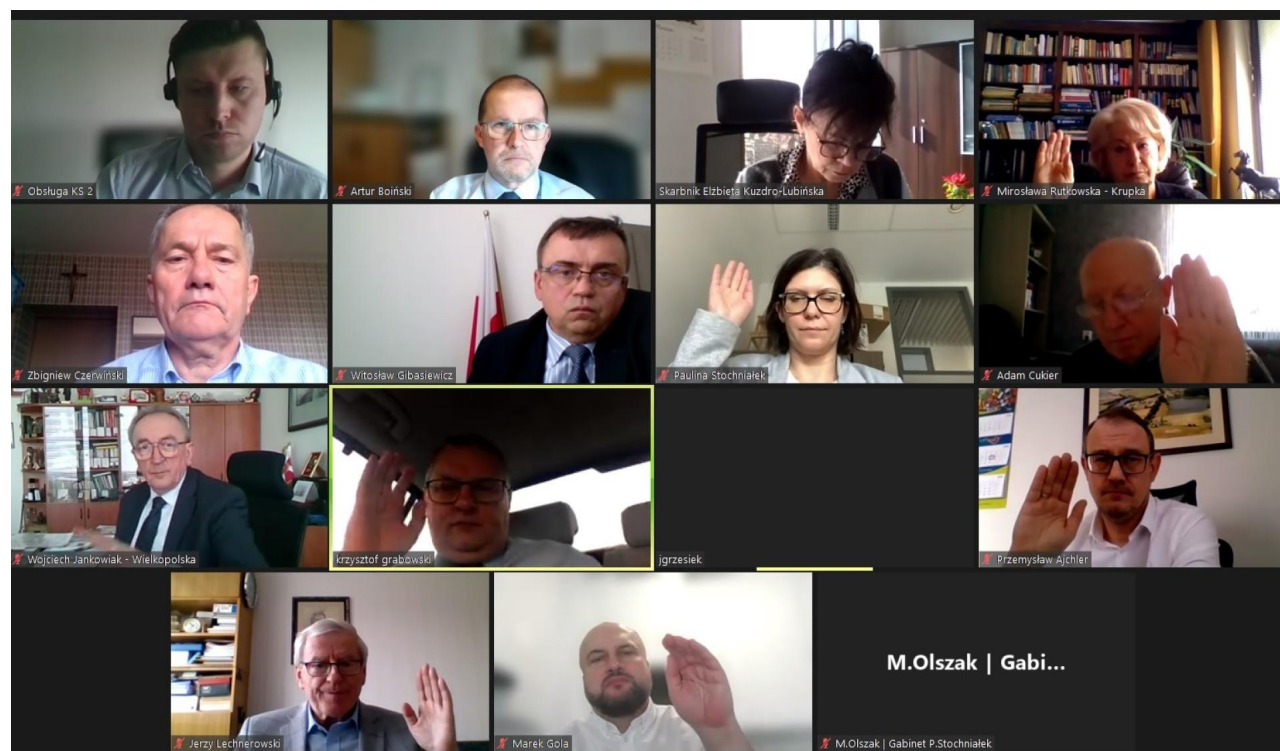 Obsługa KS 2
Artur Boiński
Skarbnik Elżbieta Kuzdro-Lubińska
Mirosława Rutkowska - Krupka
Zbigniew Czerwiński
Witosław Gibasiewicz
Paulina Stochniałek
Adam Cukier
Wojciech Jankowiak - Wielkopolska
krzysztof grabowski
jgrzesiek
Przemysław Ajchler
Jerzy Lechnerowski
Marek Gola
M.Olszak | Gabi...
M.Olszak | Gabinet P.Stochniałek